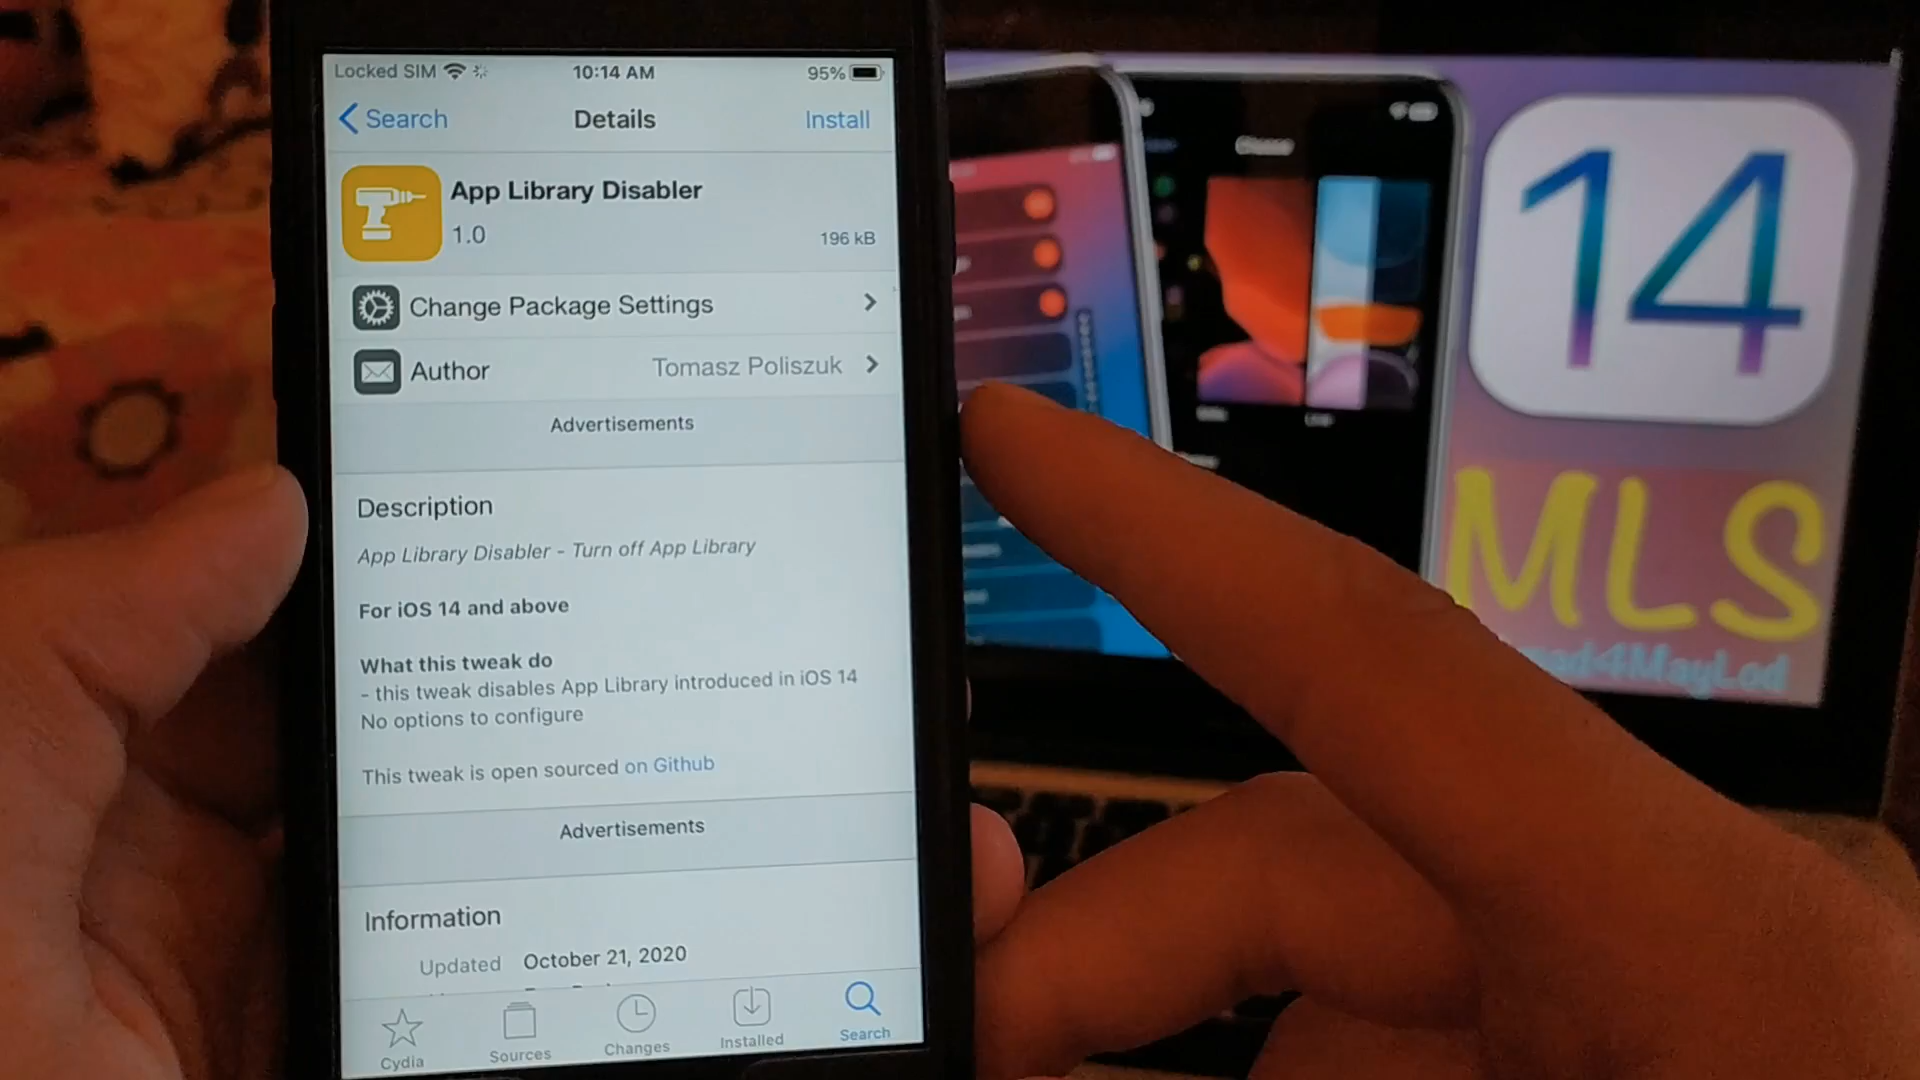 Locked SIM
10:14 AM
95%
Search
Details
Install
App Library Disabler
1.0
196 kB
Change Package Settings
Author
Tomasz Poliszuk
Advertisements
Description
App Library Disabler - Turn off App Library
For iOS 14 and above
What this tweak do
- this tweak disables App Library introduced in iOS 14
No options to configure
This tweak is open sourced on Github
Advertisements
Information
Updated October 21, 2020
Cydia
Sources
Changes
Installed
Search
Choose
14
MLS